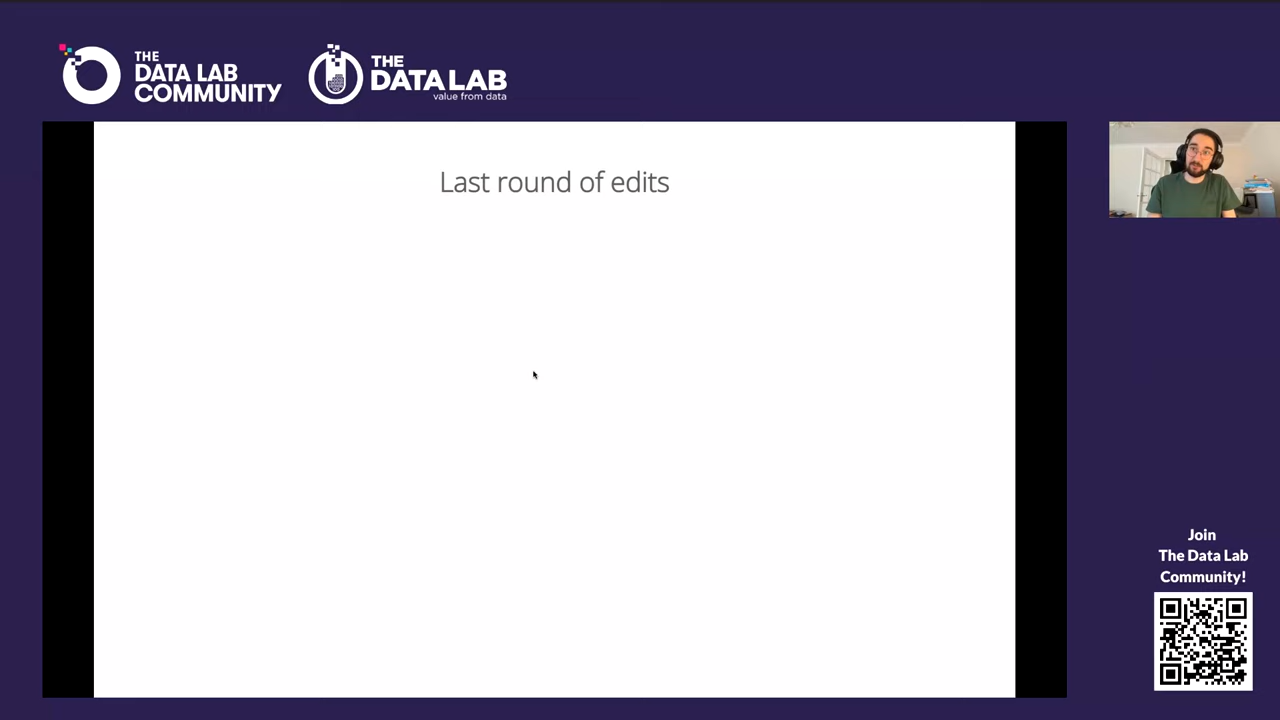 THE
DATA LAB
COMMUNITY
THE
DATA LAB
value from data
Last round of edits
Join
The Data Lab
Community!